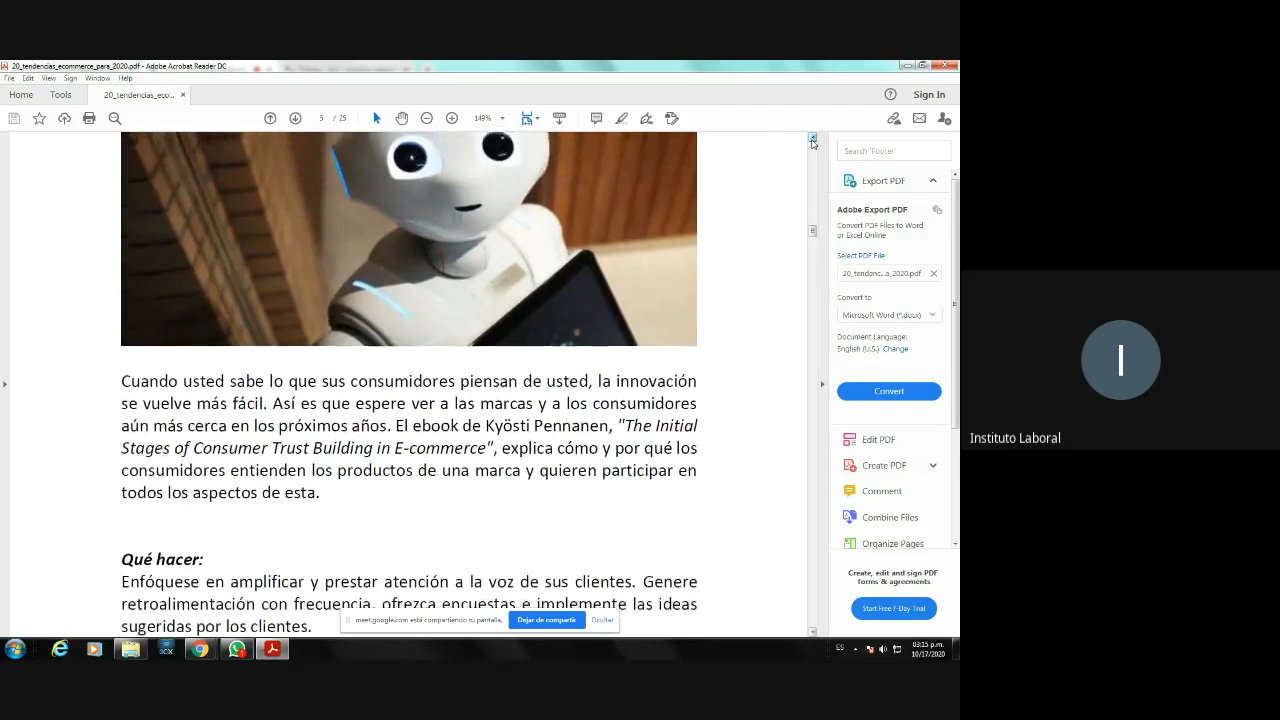 20_tendencias_ecommerce_para_2020.pdf - Adobe Acrobat Reader DC
File Edit View Sign Window Help
Home Tools 20_tendencias_eco... × Sign In
5 / 25 149%
Search 'Footer'
Export PDF
Adobe Export PDF
Convert PDF Files to Word
or Excel Online
Select PDF File
20_tendenc...a_2020.pdf
Convert to
Microsoft Word (*.docx)
Document Language:
English (U.S.) Change
Convert
Edit PDF
Create PDF
Comment
Combine Files
Organize Pages
Create, edit and sign PDF
forms & agreements
Start Free 7-Day Trial
Cuando usted sabe lo que sus consumidores piensan de usted, la innovación
se vuelve más fácil. Así es que espere ver a las marcas y a los consumidores
aún más cerca en los próximos años. El ebook de Kyösti Pennanen, "The Initial
Stages of Consumer Trust Building in E-commerce", explica cómo y por qué los
consumidores entienden los productos de una marca y quieren participar en
todos los aspectos de esta.
Qué hacer:
Enfóquese en amplificar y prestar atención a la voz de sus clientes. Genere
retroalimentación con frecuencia, ofrezca encuestas e implemente las ideas
sugeridas por los clientes.
meet.google.com está compartiendo tu pantalla. Dejar de compartir Ocultar
3CX
ES 03:15 p.m.
10/17/2020
I
Instituto Laboral